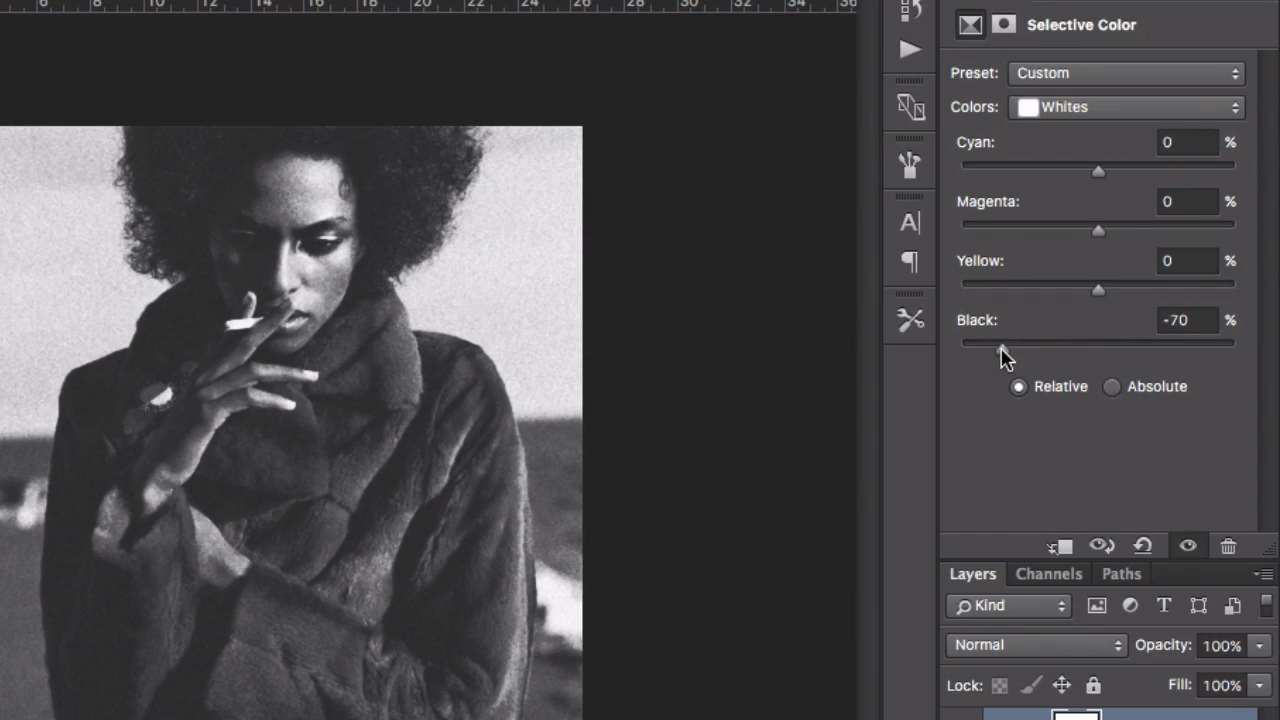 6 8 10 12 14 16 18 20 22 24 26 28 30 32 34 36
Selective Color
Preset: Custom
Colors: Whites
Cyan: 0 %
Magenta: 0 %
Yellow: 0 %
Black: -70 %
Relative Absolute
A
Layers Channels Paths
Kind
T
Normal Opacity: 100%
Lock: Fill: 100%